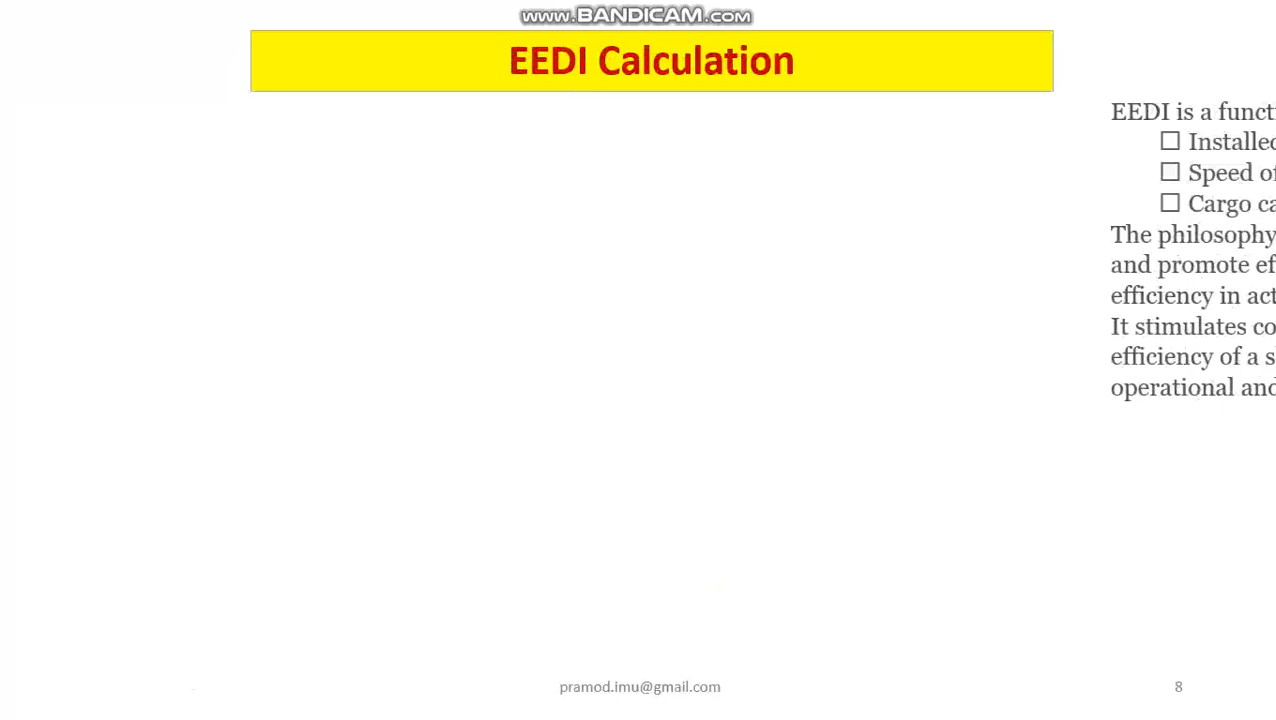 www.BANDICAM.com
EEDI Calculation
EEDI is a functi
☐ Installed
☐ Speed of
☐ Cargo ca
The philosophy
and promote ef
efficiency in act
It stimulates co
efficiency of a s
operational and
pramod.imu@gmail.com
8